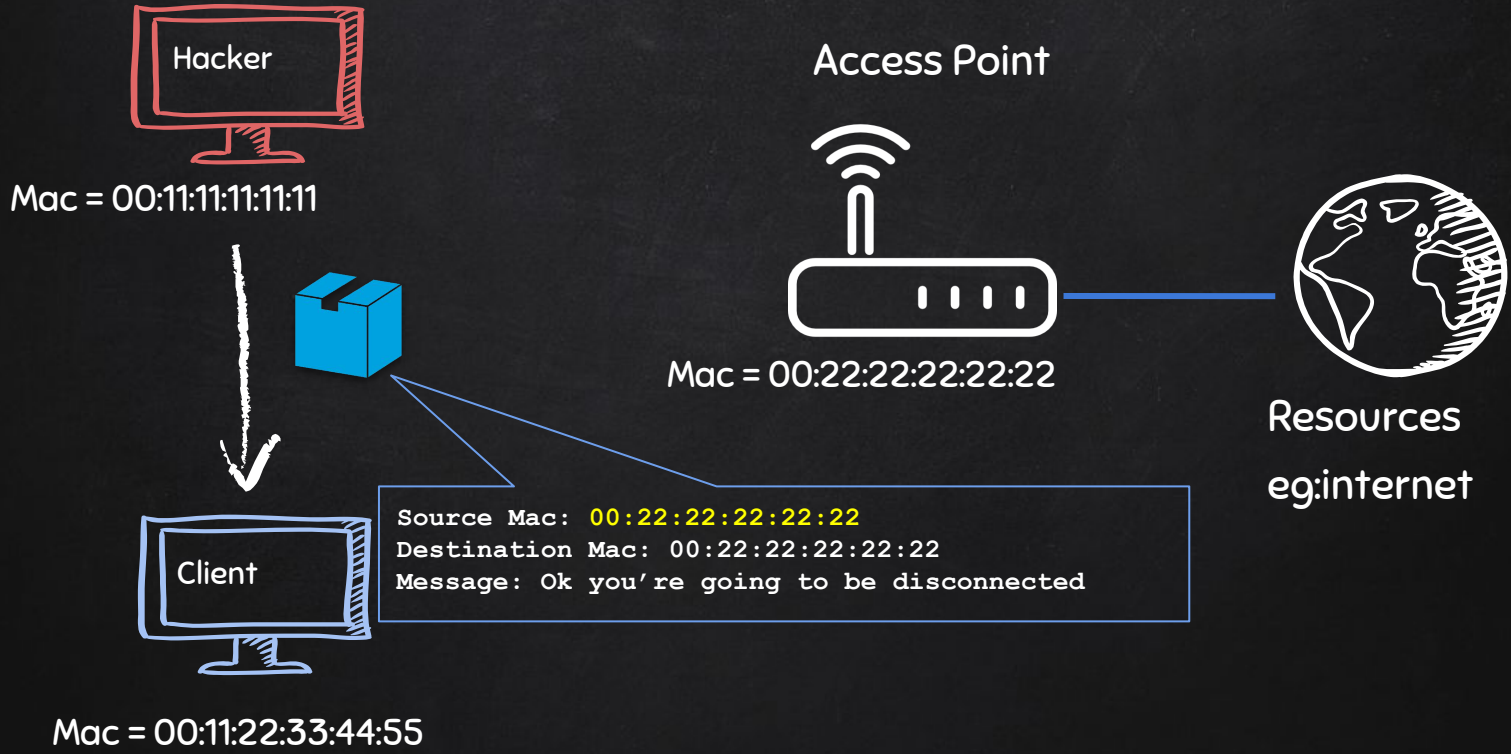 Hacker
Mac = 00:11:11:11:11:11
Access Point
Mac = 00:22:22:22:22:22
Resources
eg:internet
Source Mac: 00:22:22:22:22:22
Destination Mac: 00:22:22:22:22:22
Message: Ok you’re going to be disconnected
Client
Mac = 00:11:22:33:44:55